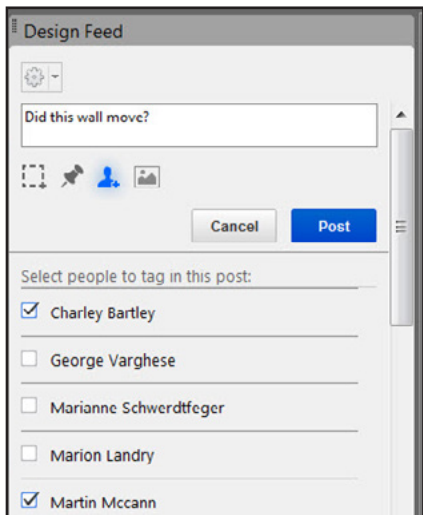 Design Feed
Did this wall move?
Cancel Post
Select people to tag in this post:
Charley Bartley
George Varghese
Marianne Schwerdtfeger
Marion Landry
Martin Mccann